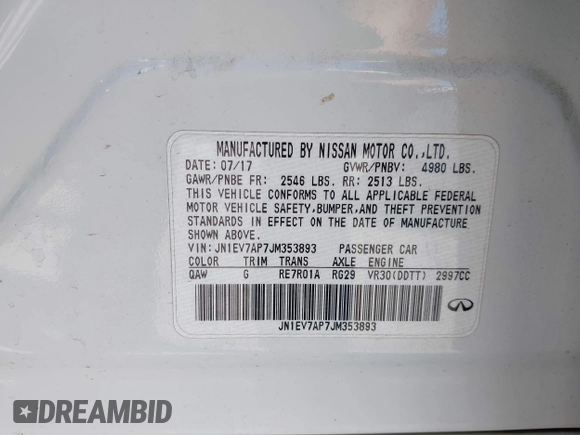 MANUFACTURED BY NISSAN MOTOR CO.,LTD.
DATE: 07/17 GVWR/PNBV: 4980 LBS.
GAWR/PNBE FR: 2546 LBS. RR: 2513 LBS.
THIS VEHICLE CONFORMS TO ALL APPLICABLE FEDERAL
MOTOR VEHICLE SAFETY,BUMPER,AND THEFT PREVENTION
STANDARDS IN EFFECT ON THE DATE OF MANUFACTURE
SHOWN ABOVE.
VIN:JN1EV7AP7JM353893 PASSENGER CAR
COLOR TRIM TRANS AXLE ENGINE
QAW G RE7R01A RG29 VR30(DDTT) 2997CC
JN1EV7AP7JM353893
DREAMBID